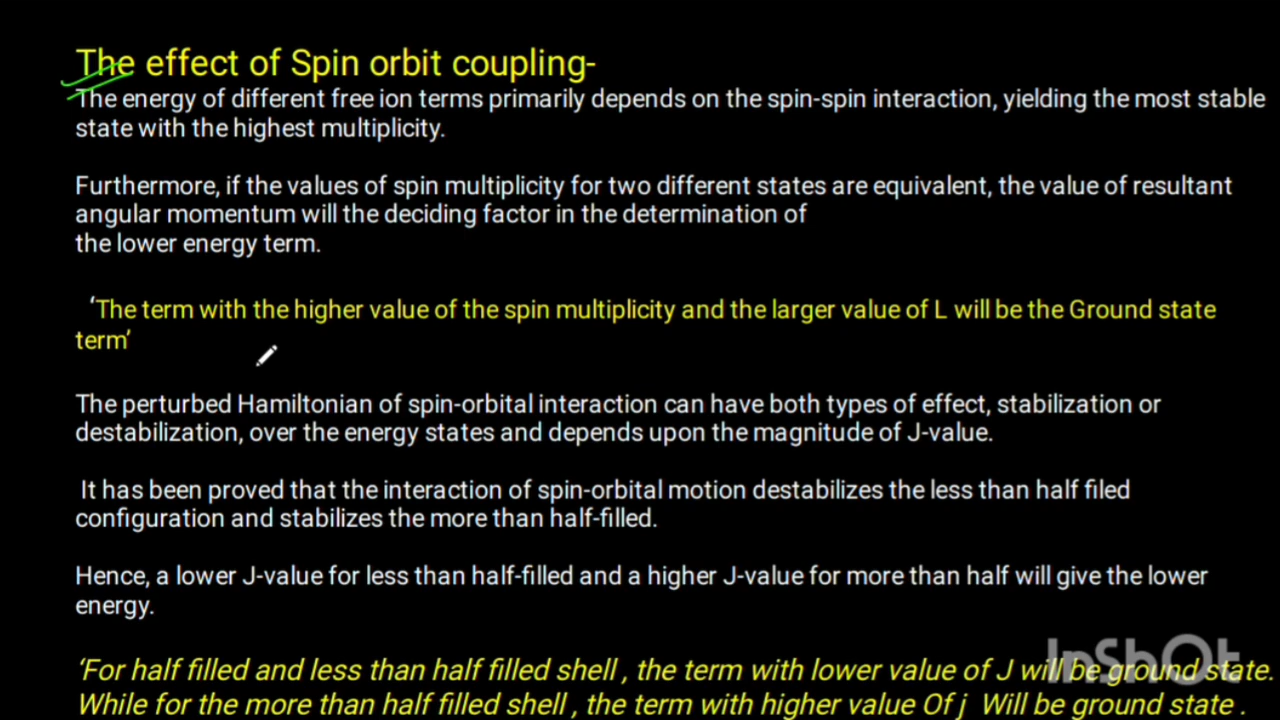 The effect of Spin orbit coupling-
The energy of different free ion terms primarily depends on the spin-spin interaction, yielding the most stable
state with the highest multiplicity.
Furthermore, if the values of spin multiplicity for two different states are equivalent, the value of resultant
angular momentum will the deciding factor in the determination of
the lower energy term.
‘The term with the higher value of the spin multiplicity and the larger value of L will be the Ground state
term’
The perturbed Hamiltonian of spin-orbital interaction can have both types of effect, stabilization or
destabilization, over the energy states and depends upon the magnitude of J-value.
It has been proved that the interaction of spin-orbital motion destabilizes the less than half filed
configuration and stabilizes the more than half-filled.
Hence, a lower J-value for less than half-filled and a higher J-value for more than half will give the lower
energy.
‘For half filled and less than half filled shell , the term with lower value of J will be ground state.
While for the more than half filled shell , the term with higher value Of j Will be ground state .
InShOt